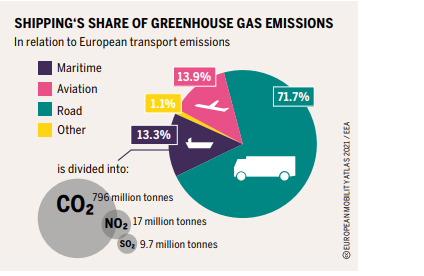 SHIPPING‘S SHARE OF GREENHOUSE GAS EMISSIONS
In relation to European transport emissions
Maritime
Aviation
Road
Other
13.9%
71.7%
1.1%
13.3%
is divided into:
CO₂
796 million tonnes
NO₂
17 million tonnes
SO₂
9.7 million tonnes
© EUROPEAN MOBILITY ATLAS 2021 / EEA